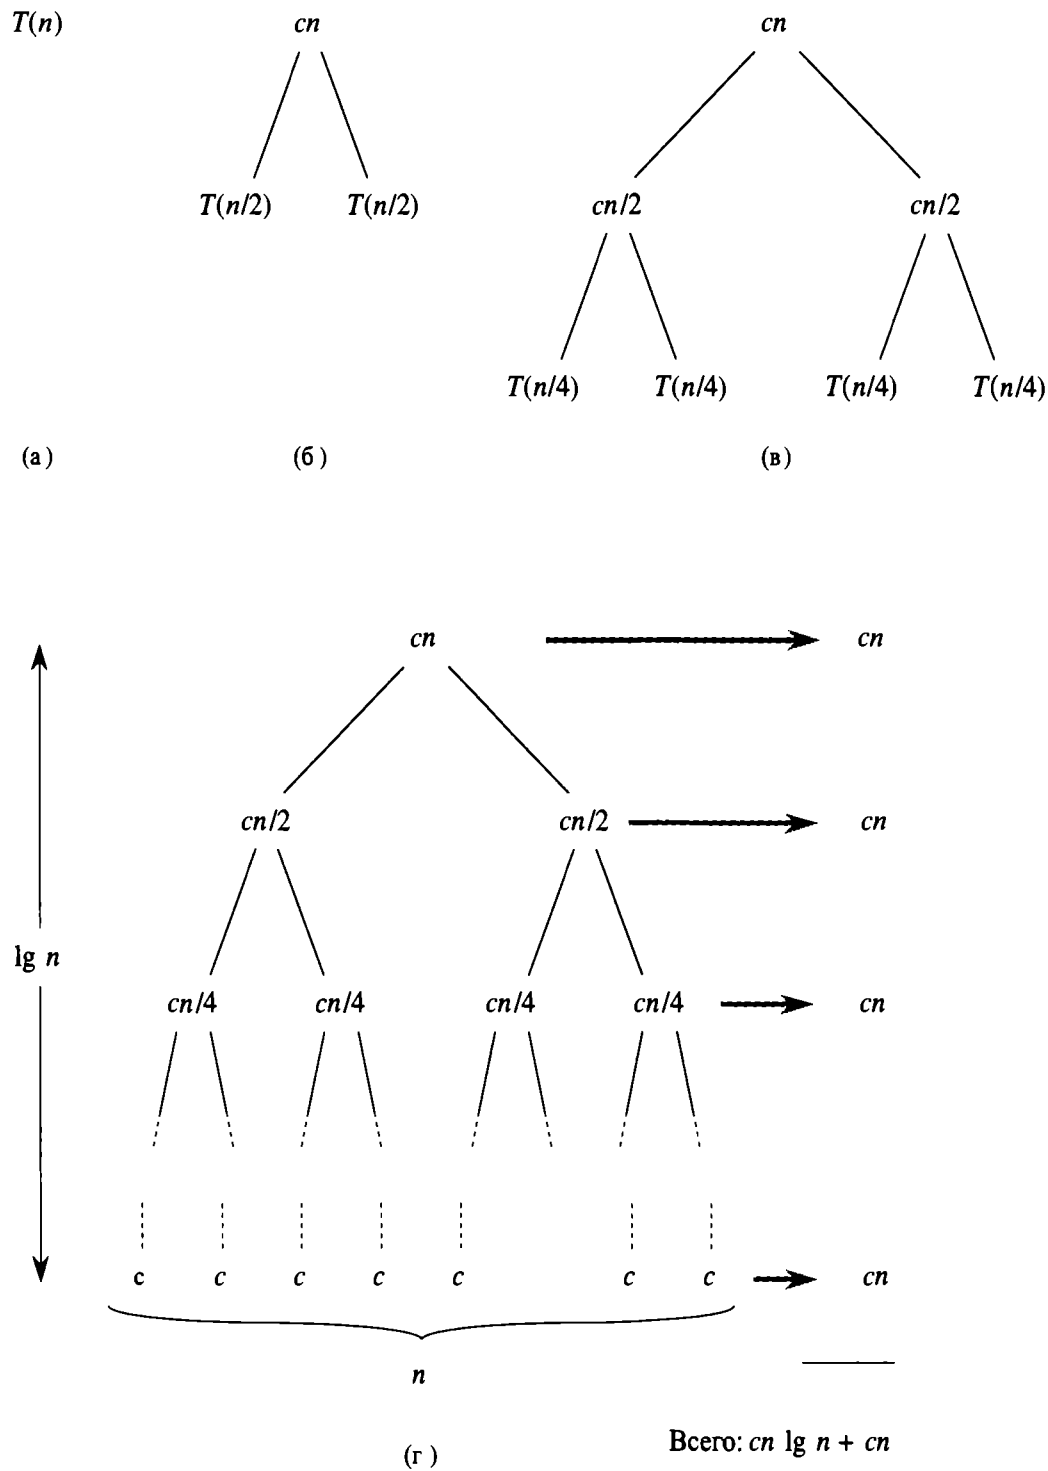 T(n)
cn
cn
T(n/2) T(n/2)
cn/2 cn/2
T(n/4) T(n/4) T(n/4) T(n/4)
(а)
(б)
(в)
cn cn
cn/2 cn/2 cn
lg n
cn/4 cn/4 cn/4 cn/4 cn
c c c c c c c cn
n
Всего: cn lg n + cn
(г)